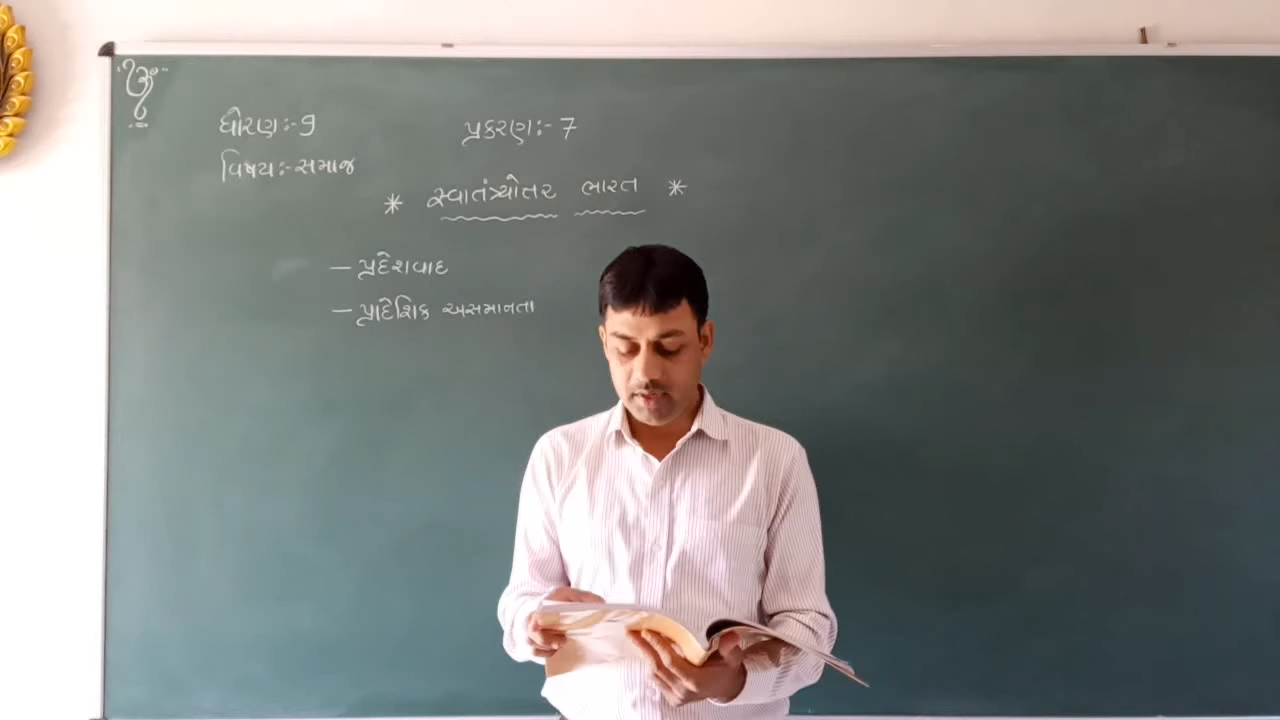 ૐ
ધોરણ:-9
પ્રકરણ:- 7
વિષય:-સમાજ
* સ્વાતંત્ર્યોતર ભારત *
– પ્રદેશવાદ
– પ્રાદેશિક અસમાનતા